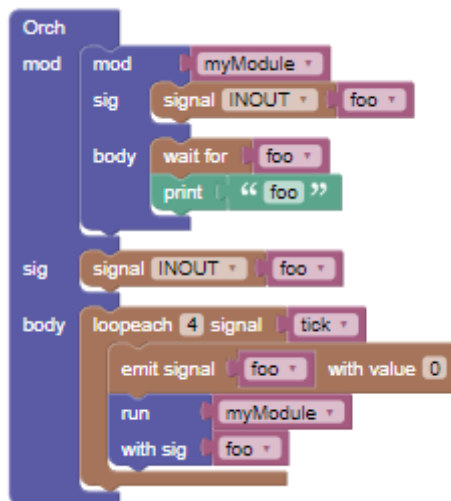 Orch
mod mod myModule
sig signal INOUT foo
body wait for foo
print “ foo ”
sig signal INOUT foo
body loopeach 4 signal tick
emit signal foo with value 0
run myModule
with sig foo